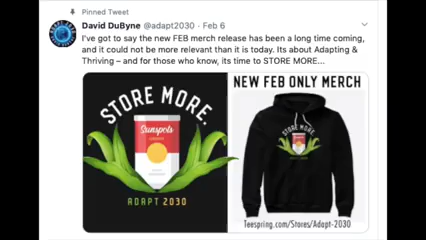 Pinned Tweet
David DuByne @adapt2030 · Feb 6
I've got to say the new FEB merch release has been a long time coming,
and it could not be more relevant than it is today. Its about Adapting &
Thriving – and for those who know, its time to STORE MORE...
STORE MORE.
Sunspots
ADAPT 2030
NEW FEB ONLY MERCH
STORE MORE.
Teespring.com/Stores/Adapt-2030